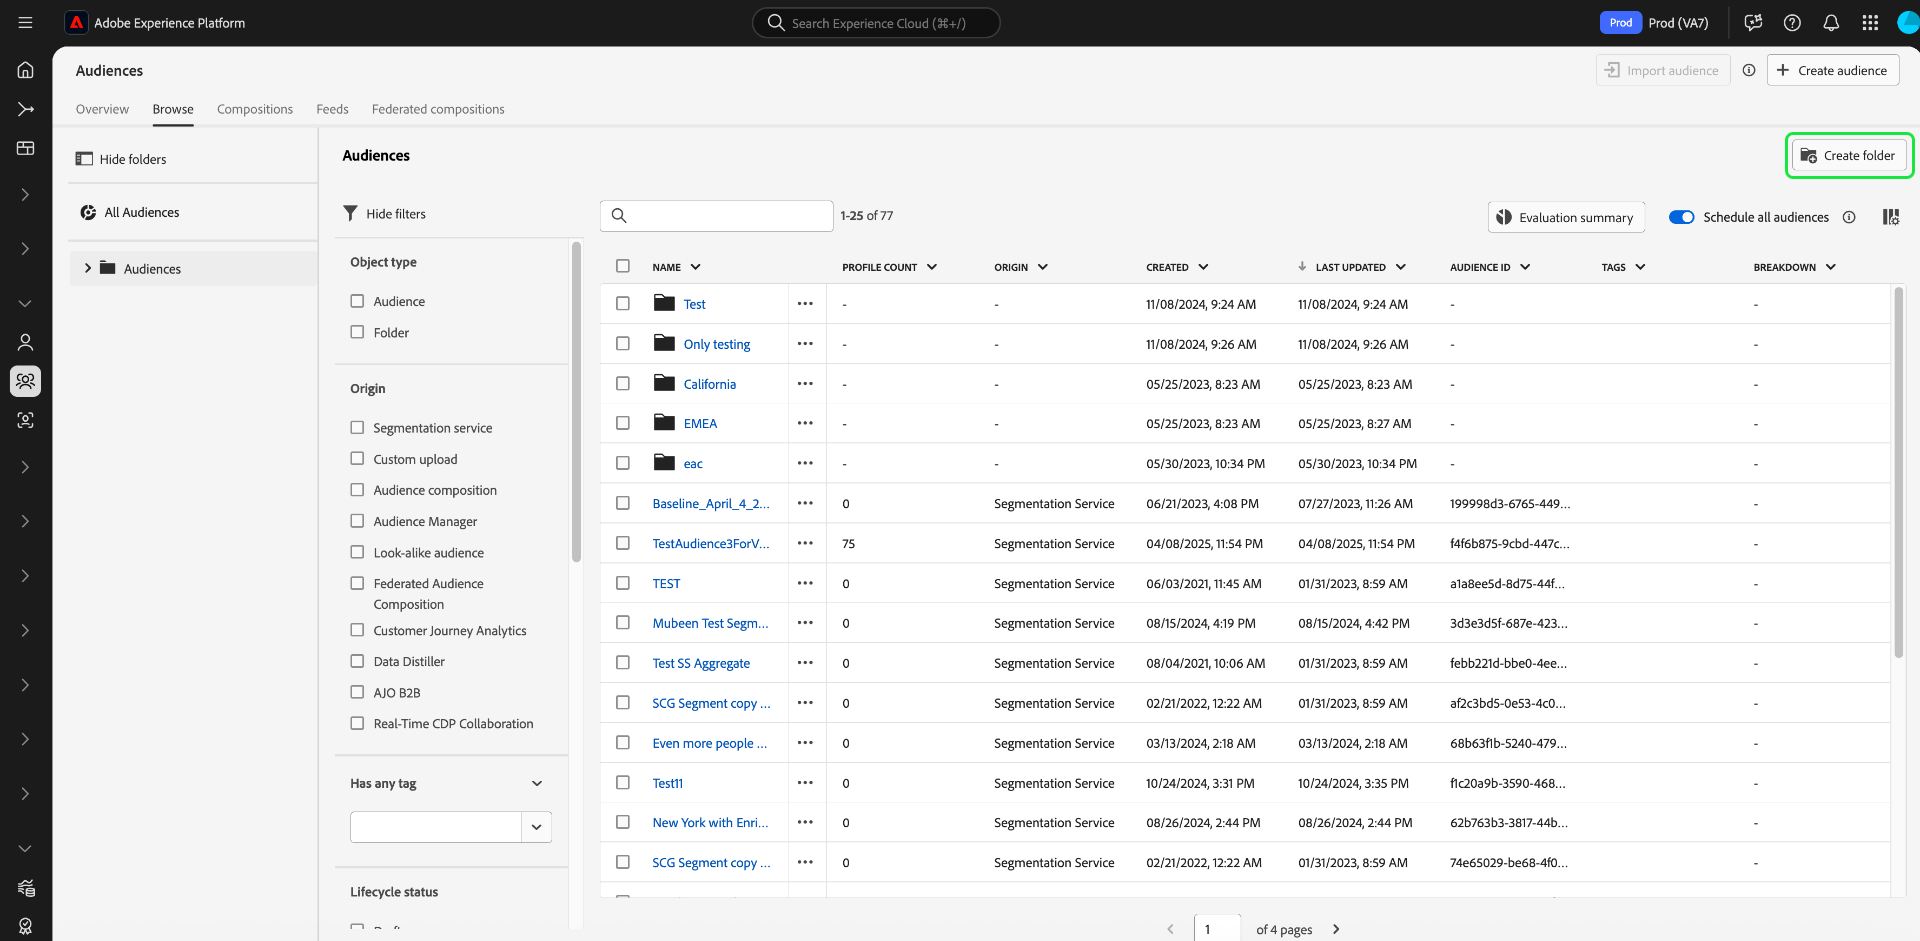 Adobe Experience Platform
Search Experience Cloud (⌘+/)
Prod Prod (VA7)
Audiences
Import audience
Create audience
Overview Browse Compositions Feeds Federated compositions
Hide folders
All Audiences
Audiences
Audiences
Create folder
Hide filters
1-25 of 77
Evaluation summary
Schedule all audiences
Object type
Audience
Folder
Origin
Segmentation service
Custom upload
Audience composition
Audience Manager
Look-alike audience
Federated Audience
Composition
Customer Journey Analytics
Data Distiller
AJO B2B
Real-Time CDP Collaboration
Has any tag
Lifecycle status
NAME PROFILE COUNT ORIGIN CREATED LAST UPDATED AUDIENCE ID TAGS BREAKDOWN
Test - - 11/08/2024, 9:24 AM 11/08/2024, 9:24 AM - -
Only testing - - 11/08/2024, 9:26 AM 11/08/2024, 9:26 AM - -
California - - 05/25/2023, 8:23 AM 05/25/2023, 8:23 AM - -
EMEA - - 05/25/2023, 8:23 AM 05/25/2023, 8:27 AM - -
eac - - 05/30/2023, 10:34 PM 05/30/2023, 10:34 PM - -
Baseline_April_4_2... 0 Segmentation Service 06/21/2023, 4:08 PM 07/27/2023, 11:26 AM 199998d3-6765-449... -
TestAudience3ForV... 75 Segmentation Service 04/08/2025, 11:54 PM 04/08/2025, 11:54 PM f4f6b875-9cbd-447c... -
TEST 0 Segmentation Service 06/03/2021, 11:45 AM 01/31/2023, 8:59 AM a1a8ee5d-8d75-44f... -
Mubeen Test Segm... 0 Segmentation Service 08/15/2024, 4:19 PM 08/15/2024, 4:42 PM 3d3e3d5f-687e-423... -
Test SS Aggregate 0 Segmentation Service 08/04/2021, 10:06 AM 01/31/2023, 8:59 AM febb221d-bbe0-4ee... -
SCG Segment copy ... 0 Segmentation Service 02/21/2022, 12:22 AM 01/31/2023, 8:59 AM af2c3bd5-0e53-4c0... -
Even more people ... 0 Segmentation Service 03/13/2024, 2:18 AM 03/13/2024, 2:18 AM 68b63f1b-5240-479... -
Test11 0 Segmentation Service 10/24/2024, 3:31 PM 10/24/2024, 3:35 PM f1c20a9b-3590-468... -
New York with Enri... 0 Segmentation Service 08/26/2024, 2:44 PM 08/26/2024, 2:44 PM 62b763b3-3817-44b... -
SCG Segment copy ... 0 Segmentation Service 02/21/2022, 12:22 AM 01/31/2023, 8:59 AM 74e65029-be68-4f0... -
1 of 4 pages